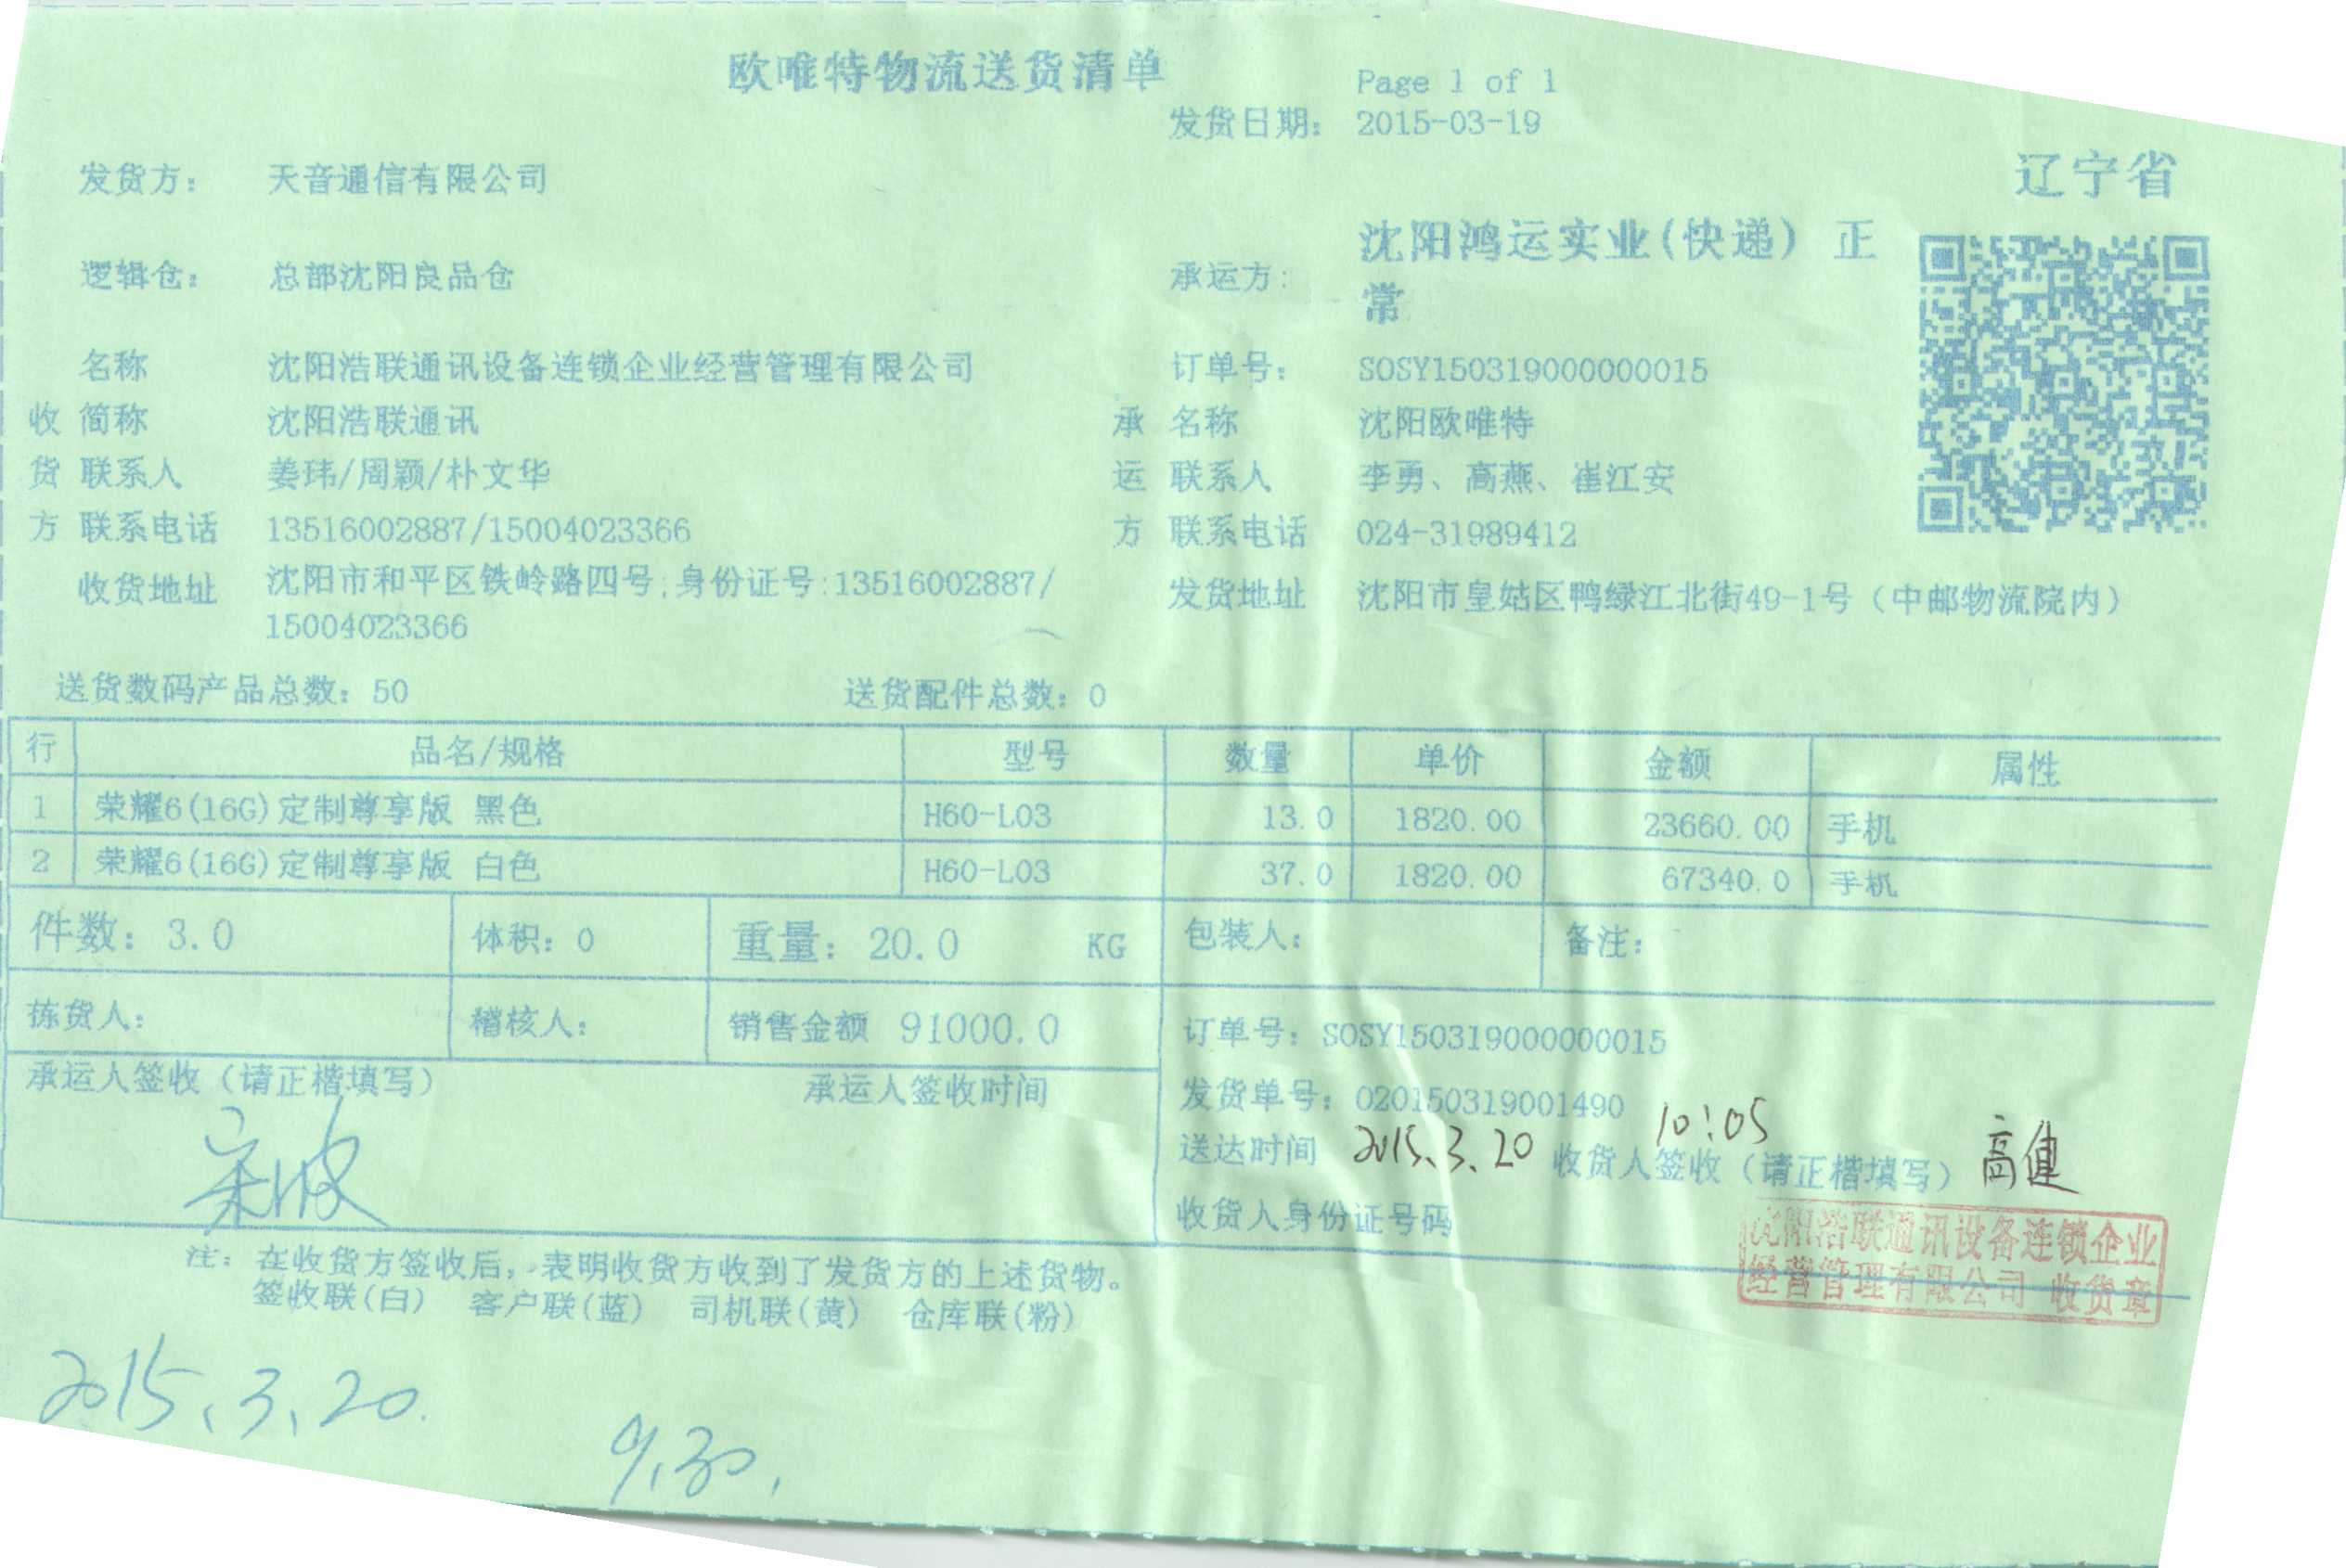 欧唯特物流送货清单
Page 1 of 1
发货日期: 2015-03-19
辽宁省
发货方: 天音通信有限公司
逻辑仓: 总部沈阳良品仓
承运方: 沈阳鸿运实业(快递) 正
常
名称 沈阳浩联通讯设备连锁企业经营管理有限公司 订单号: SOSY150319000000015
收 简称 沈阳浩联通讯 承 名称 沈阳欧唯特
货 联系人 姜玮/周颖/朴文华 运 联系人 李勇、高燕、崔江安
方 联系电话 13516002887/15004023366 方 联系电话 024-31989412
收货地址 沈阳市和平区铁岭路四号;身份证号:13516002887/
15004023366
发货地址 沈阳市皇姑区鸭绿江北街49-1号（中邮物流院内）
送货数码产品总数: 50 送货配件总数: 0
行 品名/规格 型号 数量 单价 金额 属性
1 荣耀6(16G)定制尊享版 黑色 H60-L03 13.0 1820.00 23660.00 手机
2 荣耀6(16G)定制尊享版 白色 H60-L03 37.0 1820.00 67340.0 手机
件数: 3.0 体积: 0 重量: 20.0 KG 包装人: 备注:
拣货人: 稽核人: 销售金额 91000.0 订单号: SOSY150319000000015
承运人签收（请正楷填写） 承运人签收时间
发货单号: 020150319001490
送达时间 2015.3.20 10:05 收货人签收（请正楷填写） 高健
收货人身份证号码
沈阳浩联通讯设备连锁企业
经营管理有限公司 收货章
注: 在收货方签收后,表明收货方收到了发货方的上述货物。
签收联(白) 客户联(蓝) 司机联(黄) 仓库联(粉)
2015.3.20.
9.30.